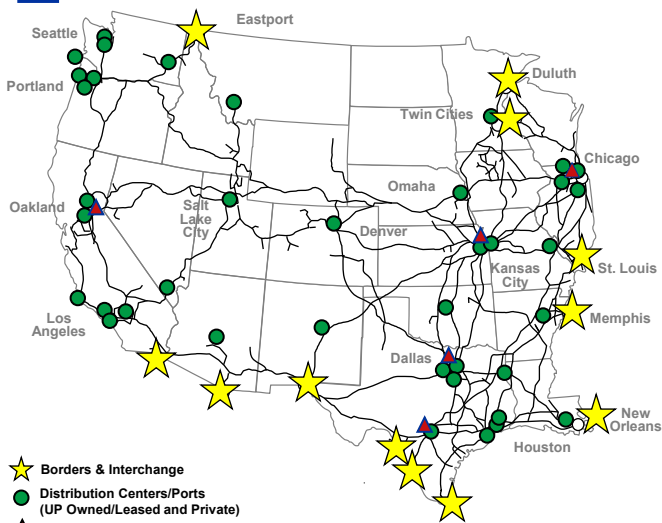 Eastport
Seattle
Duluth
Portland
Twin Cities
Chicago
Omaha
Oakland
Salt
Lake
City
Denver
Kansas
City
St. Louis
Los
Angeles
Memphis
Dallas
New
Orleans
Houston
Borders & Interchange
Distribution Centers/Ports
(UP Owned/Leased and Private)